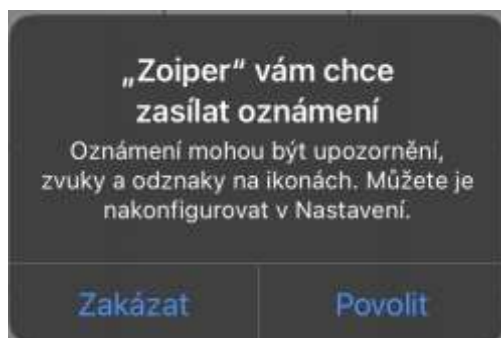 „Zoiper“ vám chce
zasílat oznámení
Oznámení mohou být upozornění,
zvuky a odznaky na ikonách. Můžete je
nakonfigurovat v Nastavení.
Zakázat
Povolit